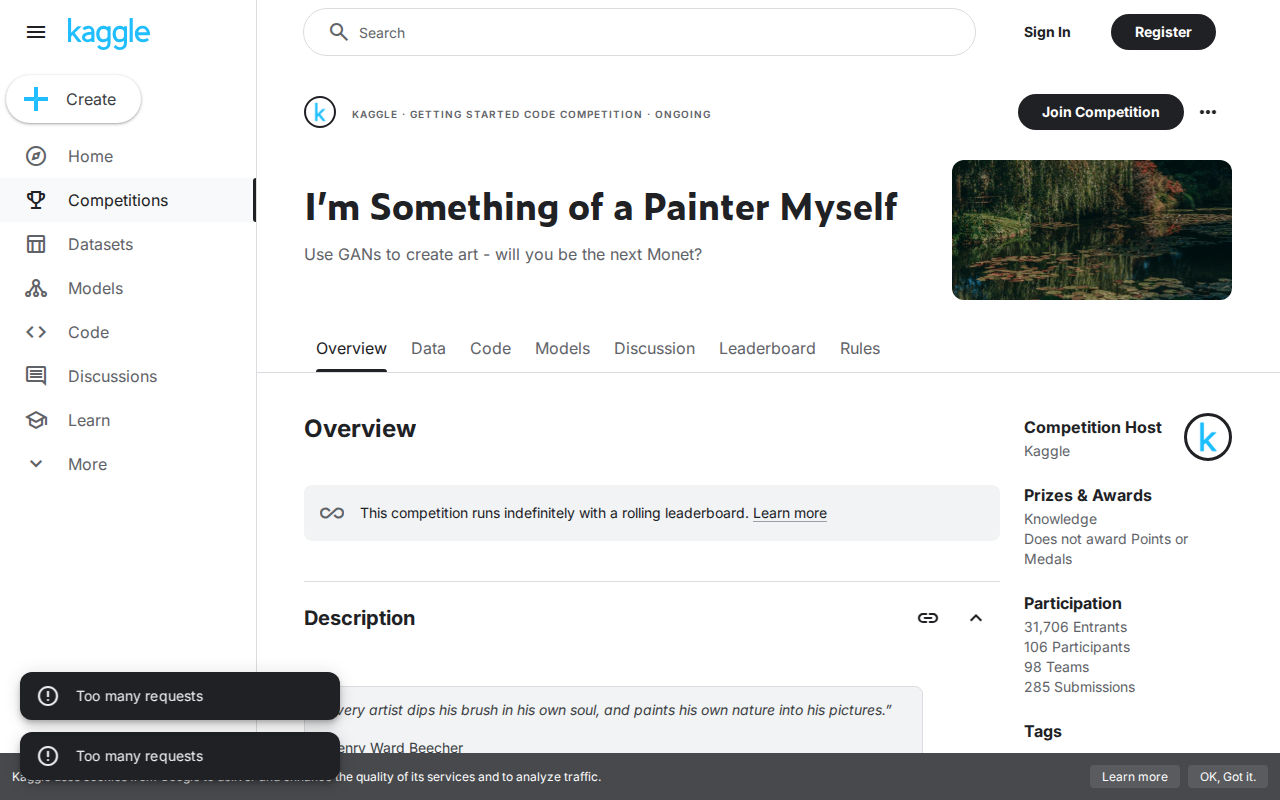 kaggle
Search
Sign In
Register
Create
Home
Competitions
Datasets
Models
Code
Discussions
Learn
More
KAGGLE · GETTING STARTED CODE COMPETITION · ONGOING
Join Competition
I'm Something of a Painter Myself
Use GANs to create art - will you be the next Monet?
Overview
Data
Code
Models
Discussion
Leaderboard
Rules
Overview
This competition runs indefinitely with a rolling leaderboard. Learn more
Description
very artist dips his brush in his own soul, and paints his own nature into his pictures.”
enry Ward Beecher
Competition Host
Kaggle
Prizes & Awards
Knowledge
Does not award Points or
Medals
Participation
31,706 Entrants
106 Participants
98 Teams
285 Submissions
Tags
Too many requests
Too many requests
the quality of its services and to analyze traffic.
Learn more
OK, Got it.